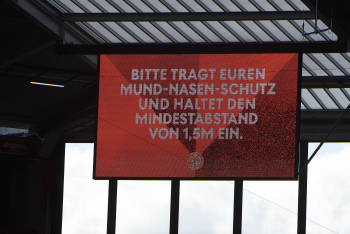 BITTE TRAGT EUREN
MUND-NASEN-SCHUTZ
UND HALTET DEN
MINDESTABSTAND
VON 1,5M EIN.